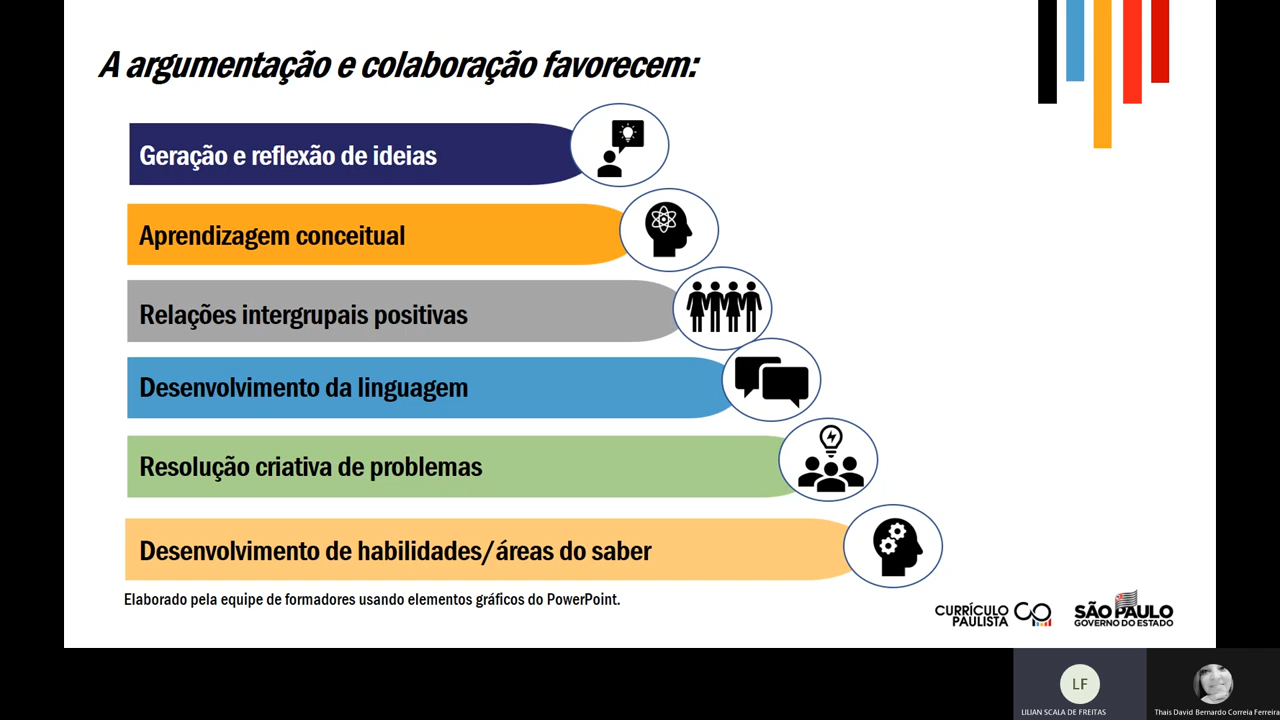 A argumentação e colaboração favorecem:
Geração e reflexão de ideias
Aprendizagem conceitual
Relações intergrupais positivas
Desenvolvimento da linguagem
Resolução criativa de problemas
Desenvolvimento de habilidades/áreas do saber
Elaborado pela equipe de formadores usando elementos gráficos do PowerPoint.
CURRÍCULO
PAULISTA
SÃO PAULO
GOVERNO DO ESTADO
LF
LILIAN SCALA DE FREITAS
Thais David Bernardo Correia Ferreira